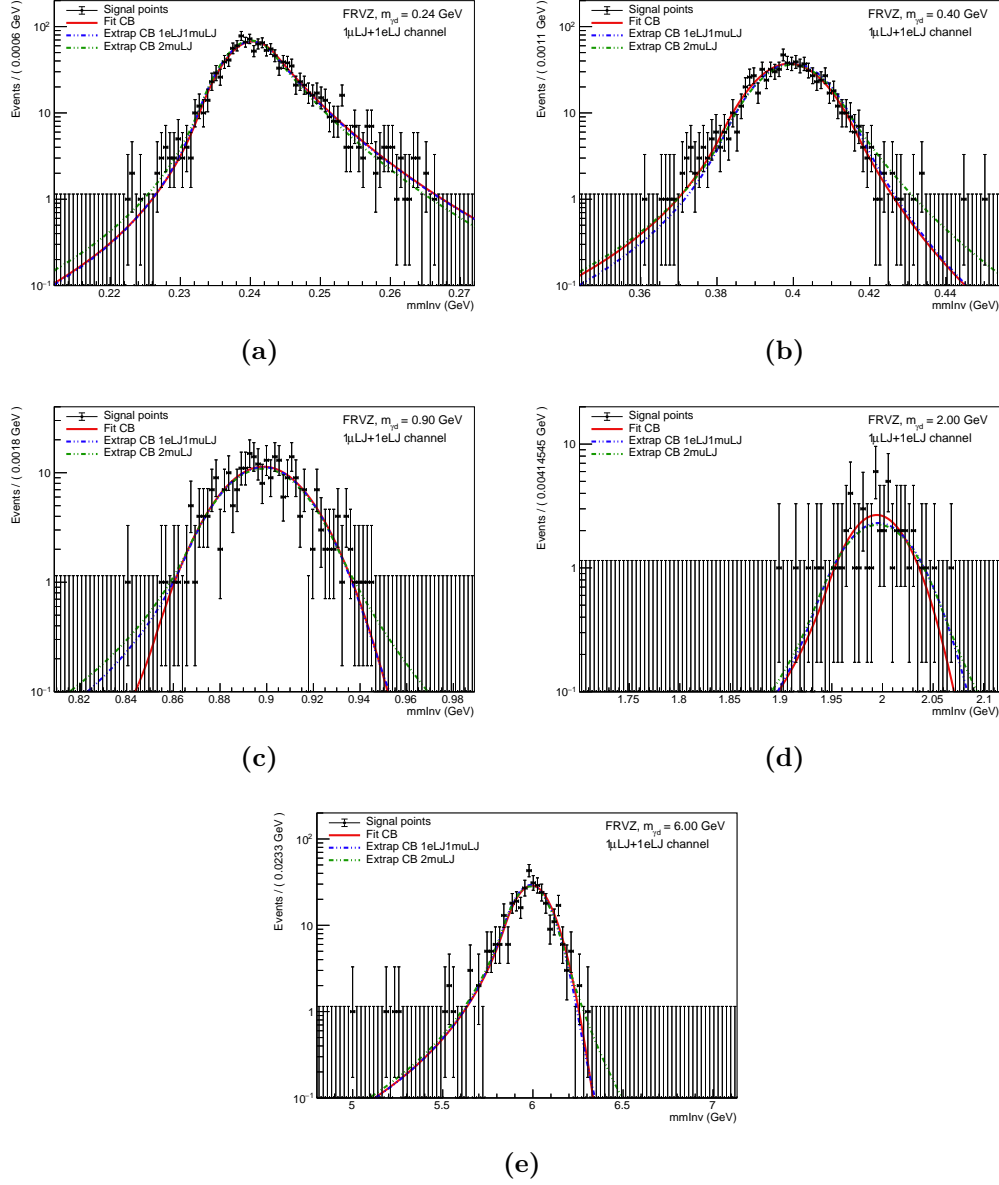 Events / ( 0.0006 GeV )
10²
10
1
10⁻¹
Signal points
Fit CB
Extrap CB 1eLJ1muLJ
Extrap CB 2muLJ
FRVZ, mγd = 0.24 GeV
1μLJ+1eLJ channel
0.22 0.23 0.24 0.25 0.26 0.27
mmInv (GeV)
(a)
Events / ( 0.0011 GeV )
10²
10
1
10⁻¹
Signal points
Fit CB
Extrap CB 1eLJ1muLJ
Extrap CB 2muLJ
FRVZ, mγd = 0.40 GeV
1μLJ+1eLJ channel
0.36 0.38 0.4 0.42 0.44
mmInv (GeV)
(b)
Events / ( 0.0018 GeV )
10
1
10⁻¹
Signal points
Fit CB
Extrap CB 1eLJ1muLJ
Extrap CB 2muLJ
FRVZ, mγd = 0.90 GeV
1μLJ+1eLJ channel
0.82 0.84 0.86 0.88 0.9 0.92 0.94 0.96 0.98
mmInv (GeV)
(c)
Events / ( 0.00414545 GeV )
10
1
10⁻¹
Signal points
Fit CB
Extrap CB 1eLJ1muLJ
Extrap CB 2muLJ
FRVZ, mγd = 2.00 GeV
1μLJ+1eLJ channel
1.75 1.8 1.85 1.9 1.95 2 2.05 2.1
mmInv (GeV)
(d)
Events / ( 0.0233 GeV )
10²
10
1
10⁻¹
Signal points
Fit CB
Extrap CB 1eLJ1muLJ
Extrap CB 2muLJ
FRVZ, mγd = 6.00 GeV
1μLJ+1eLJ channel
5 5.5 6 6.5 7
mmInv (GeV)
(e)